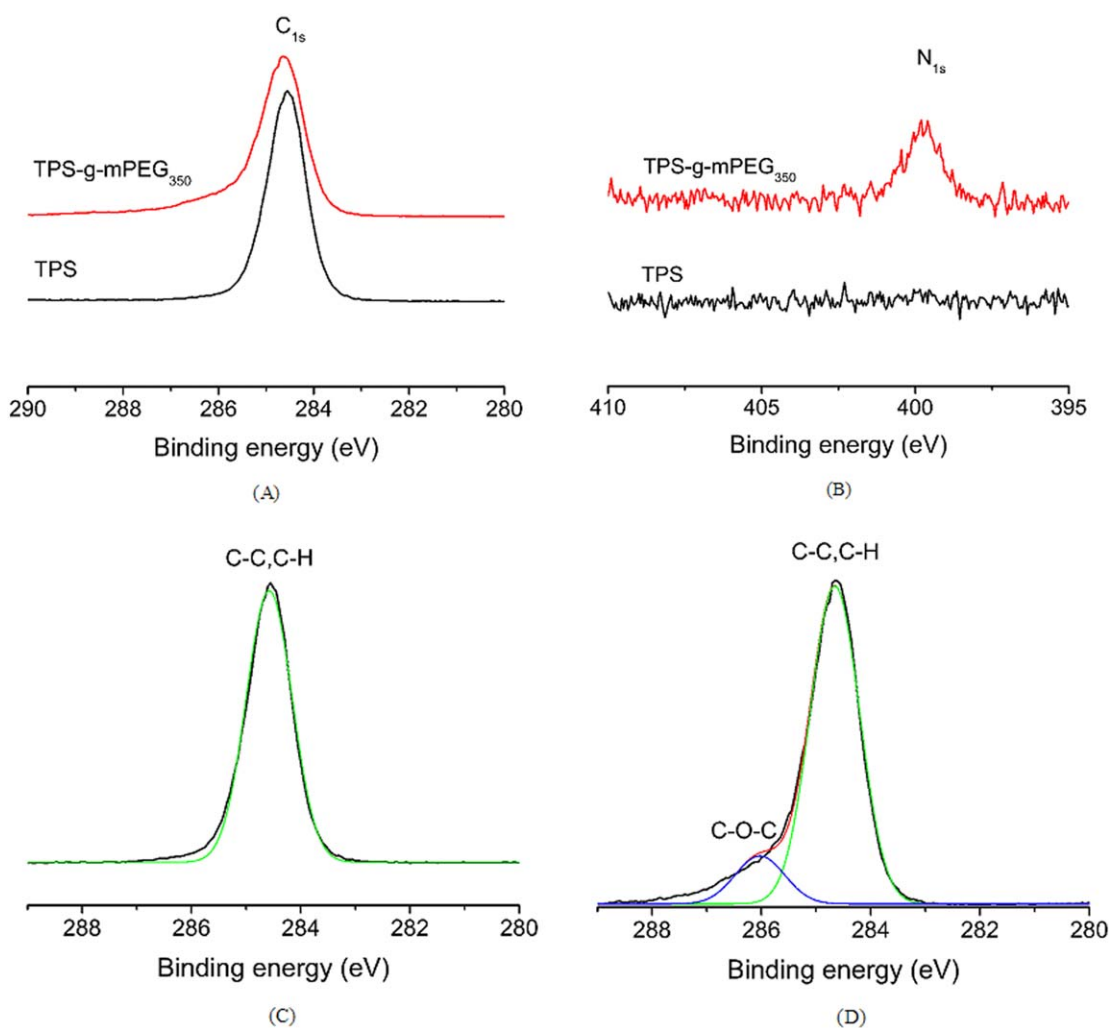 C1s
TPS-g-mPEG350
TPS
290 288 286 284 282 280
Binding energy (eV)
(A)
N1s
TPS-g-mPEG350
TPS
410 405 400 395
Binding energy (eV)
(B)
C-C,C-H
288 286 284 282 280
Binding energy (eV)
(C)
C-C,C-H
C-O-C
288 286 284 282 280
Binding energy (eV)
(D)